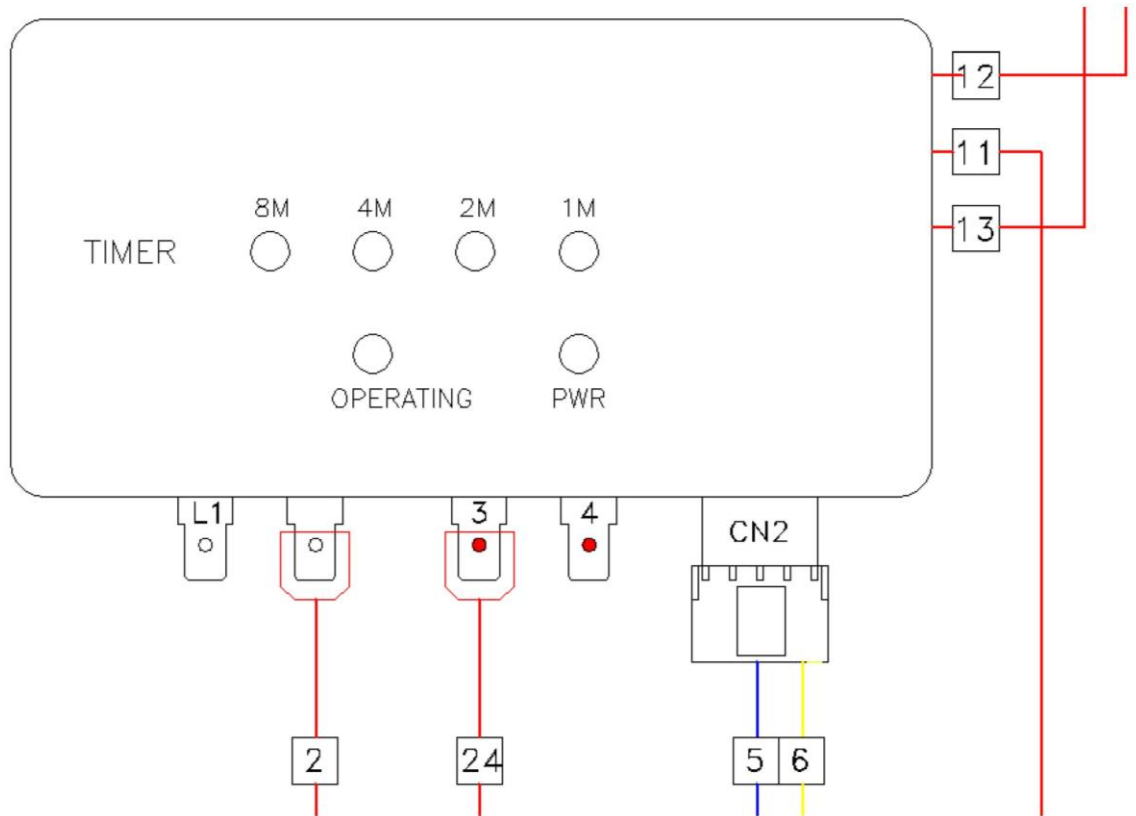 12
11
8M 4M 2M 1M
13
TIMER
OPERATING PWR
L1 3 4
CN2
2 24 5 6